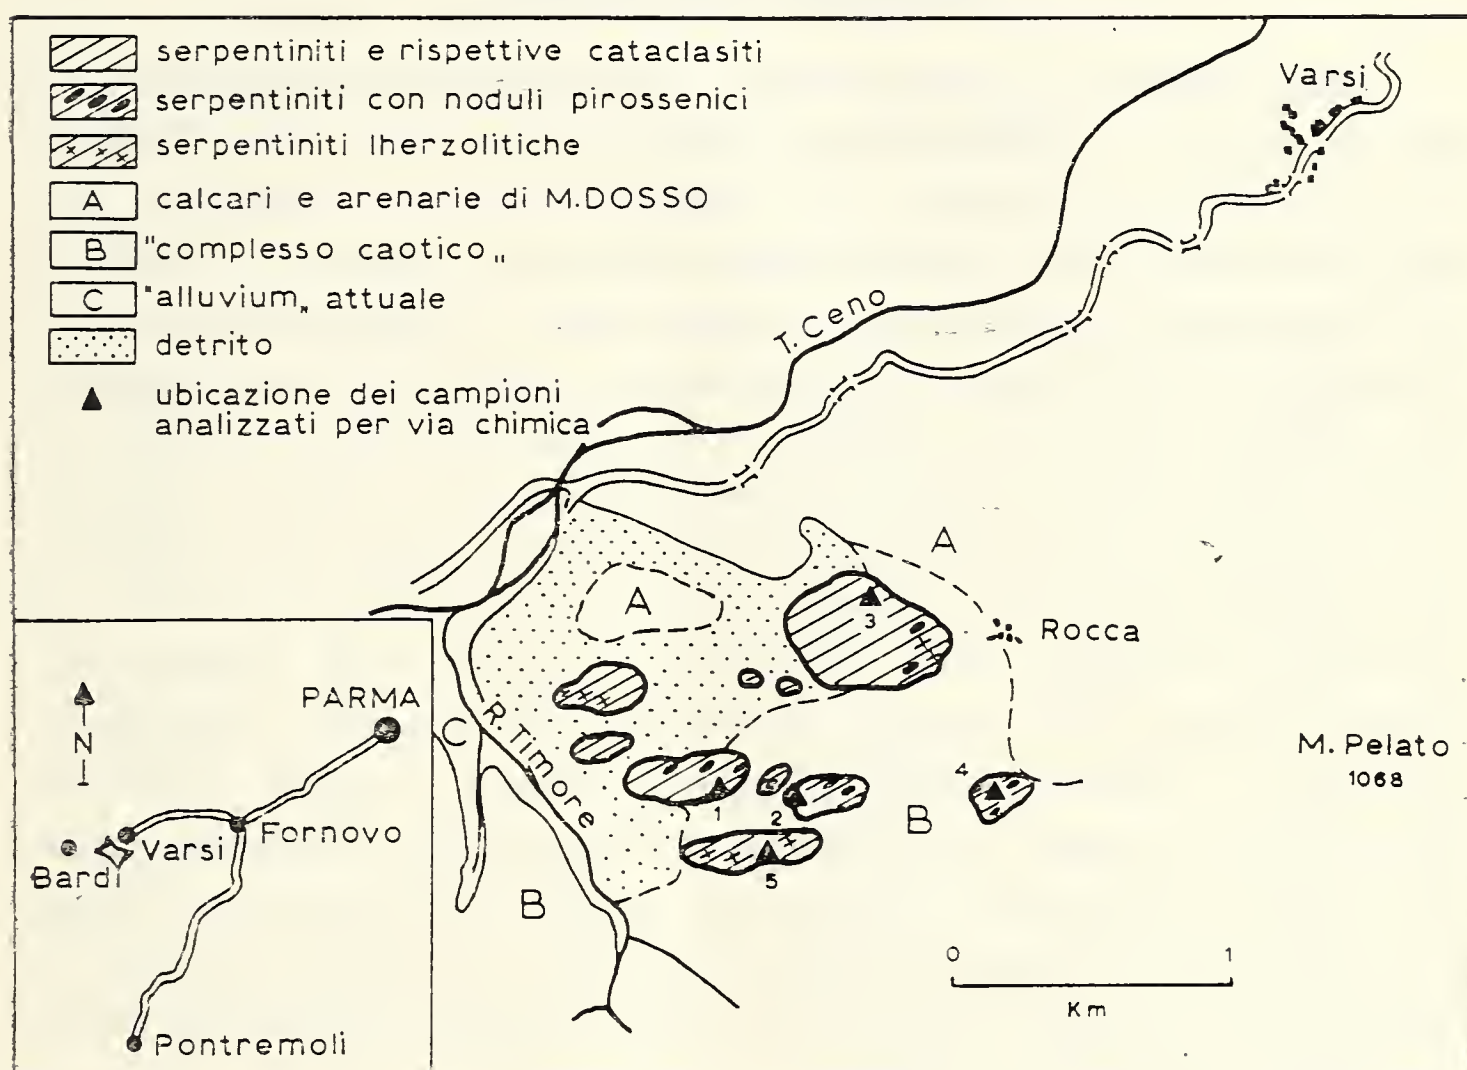 serpentiniti e rispettive cataclasiti
serpentiniti con noduli pirossenici
serpentiniti lherzolitiche
A calcari e arenarie di M.DOSSO
B "complesso caotico„
C "alluvium„ attuale
detrito
ubicazione dei campioni
analizzati per via chimica
Varsi
T. Ceno
A
A
3
Rocca
R. Timore
C
M. Pelato
1068
4
1
2
B
5
B
0 1
Km
PARMA
N
Fornovo
Varsi
Bardi
Pontremoli